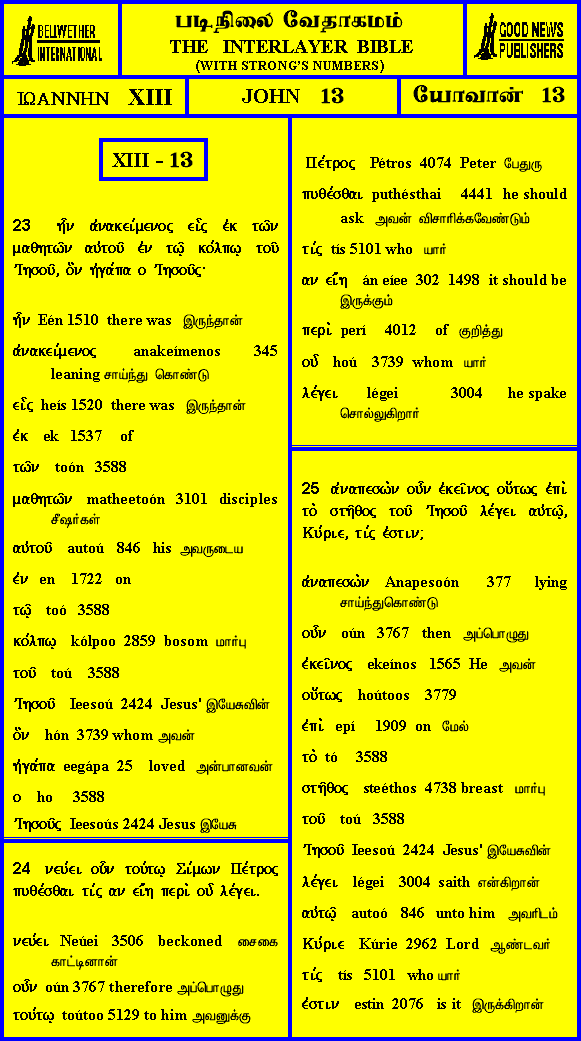 BELLWETHER
INTERNATIONAL
படிநிலை வேதாகமம்
THE INTERLAYER BIBLE
(WITH STRONG'S NUMBERS)
GOOD NEWS
PUBLISHERS
ΙΩΑΝΝΗΝ XIII
JOHN 13
யோவான் 13
XIII - 13
23 ἦν ἀνακείμενος εἷς ἐκ τῶν
μαθητῶν αὐτοῦ ἐν τῷ κόλπῳ τοῦ
Ἰησοῦ, ὃν ἠγάπα ο Ἰησοῦς·
ἦν Eén 1510 there was இருந்தான்
ἀνακείμενος anakeímenos 345
leaning சாய்ந்து கொண்டு
εἷς heís 1520 there was இருந்தான்
ἐκ ek 1537 of
τῶν toón 3588
μαθητῶν matheetoón 3101 disciples
சீஷர்கள்
αὐτοῦ autoú 846 his அவருடைய
ἐν en 1722 on
τῷ toó 3588
κόλπῳ kólpoo 2859 bosom மார்பு
τοῦ toú 3588
Ἰησοῦ Ieesoú 2424 Jesus' இயேசுவின்
ὃν hón 3739 whom அவன்
ἠγάπα eegápa 25 loved அன்பானவன்
ο ho 3588
Ἰησοῦς Ieesoús 2424 Jesus இயேசு
24 νεύει οὖν τούτῳ Σίμων Πέτρος
πυθέσθαι τίς αν εἴη περὶ οὗ λέγει.
νεύει Neúei 3506 beckoned சைகை
காட்டினான்
οὖν oún 3767 therefore அப்பொழுது
τούτῳ toútoo 5129 to him அவனுக்கு
Πέτρος Pétros 4074 Peter பேதுரு
πυθέσθαι puthésthai 4441 he should
ask அவன் விசாரிக்கவேண்டும்
τίς tís 5101 who யார்
αν εἴη án eíee 302 1498 it should be
இருக்கும்
περὶ perí 4012 of குறித்து
οὗ hoú 3739 whom யார்
λέγει légei 3004 he spake
சொல்லுகிறார்
25 ἀναπεσὼν οὖν ἐκεῖνος οὕτως ἐπὶ
τὸ στῆθος τοῦ Ἰησοῦ λέγει αὐτῷ,
Κύριε, τίς ἐστιν;
ἀναπεσὼν Anapesoón 377 lying
சாய்ந்துகொண்டு
οὖν oún 3767 then அப்பொழுது
ἐκεῖνος ekeínos 1565 He அவன்
οὕτως hoútoos 3779
ἐπὶ epí 1909 on மேல்
τὸ tó 3588
στῆθος steéthos 4738 breast மார்பு
τοῦ toú 3588
Ἰησοῦ Ieesoú 2424 Jesus' இயேசுவின்
λέγει légei 3004 saith என்கிறான்
αὐτῷ autoó 846 unto him அவரிடம்
Κύριε Kúrie 2962 Lord ஆண்டவர்
τίς tís 5101 who யார்
ἐστιν estin 2076 is it இருக்கிறான்